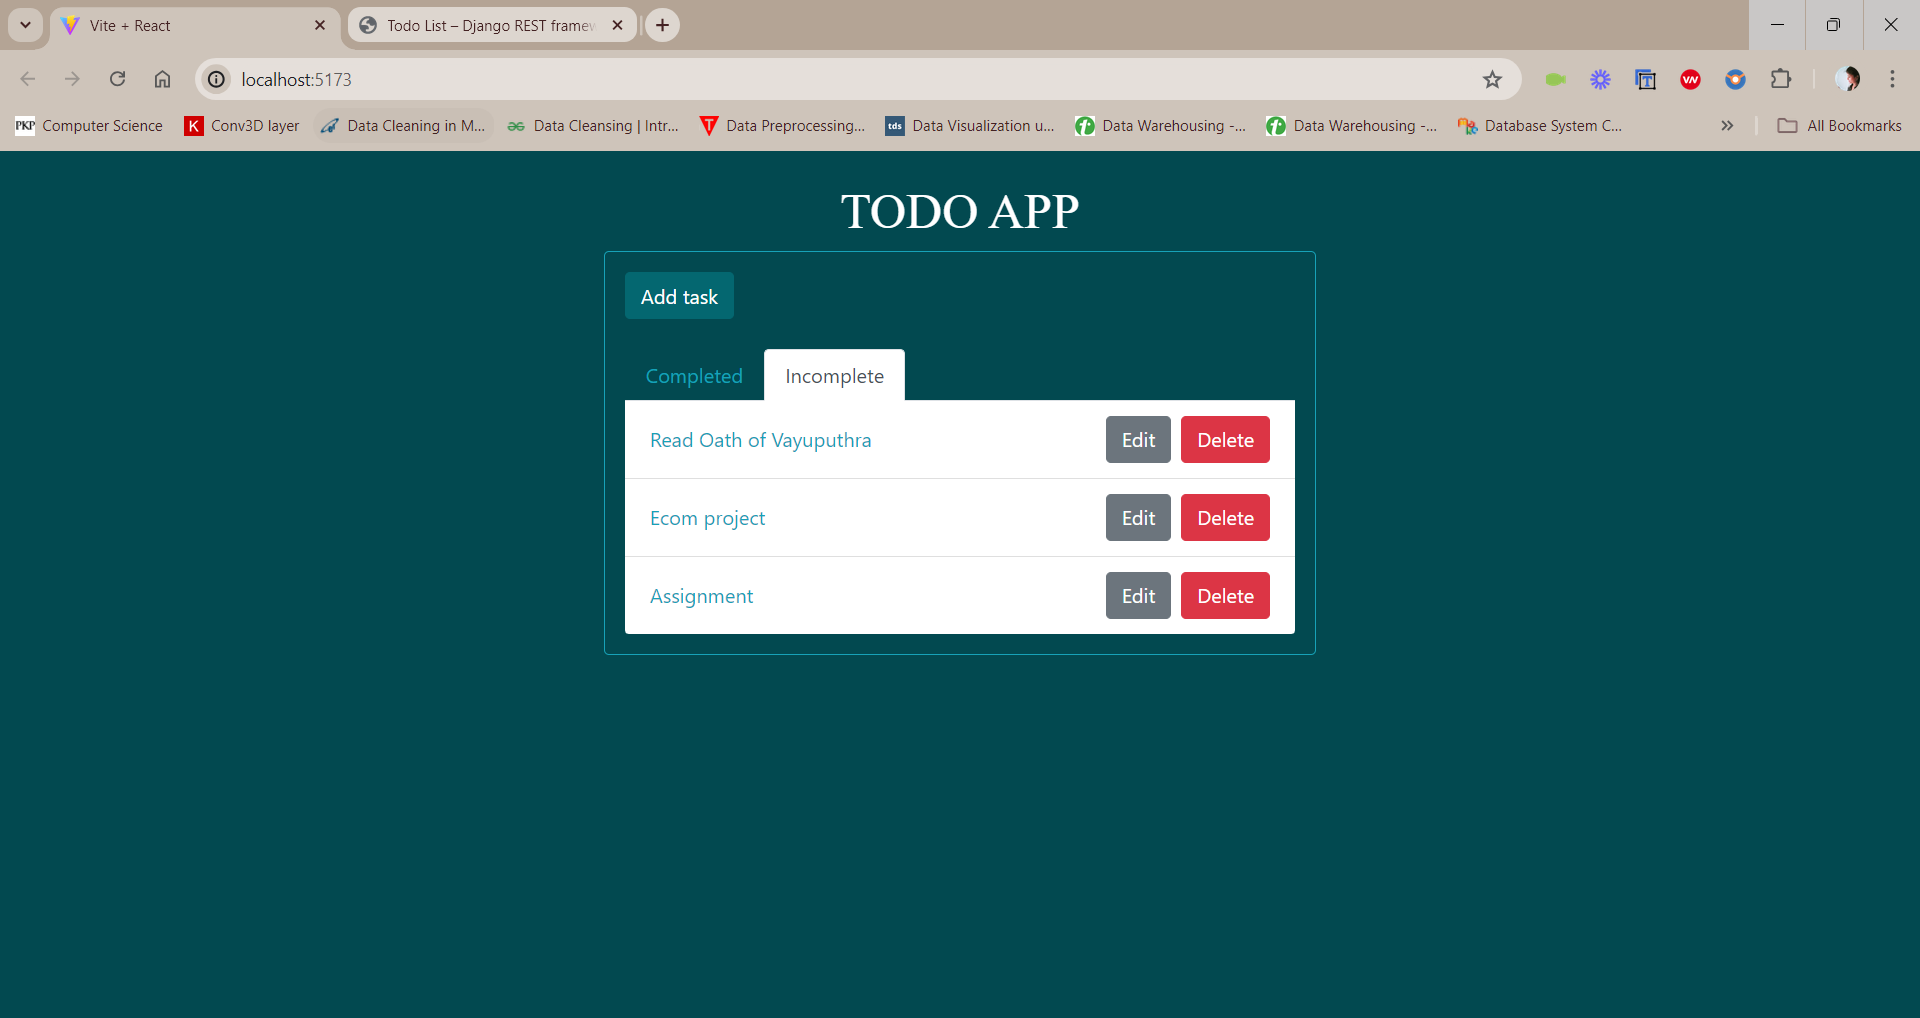 Vite + React
Todo List – Django REST framew
localhost:5173
PKP Computer Science
K Conv3D layer
Data Cleaning in M...
Data Cleansing | Intr...
Data Preprocessing...
tds Data Visualization u...
Data Warehousing -...
Data Warehousing -...
Database System C...
All Bookmarks
TODO APP
Add task
Completed Incomplete
Read Oath of Vayuputhra Edit Delete
Ecom project Edit Delete
Assignment Edit Delete